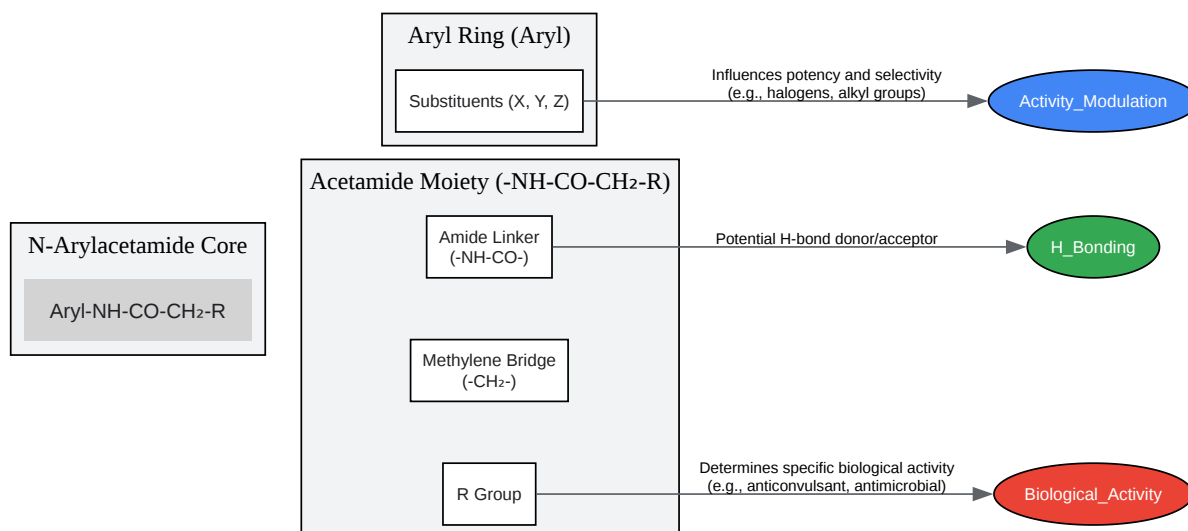 Aryl Ring (Aryl)
Substituents (X, Y, Z)
Influences potency and selectivity
(e.g., halogens, alkyl groups)
Activity_Modulation
Acetamide Moiety (-NH-CO-CH₂-R)
Amide Linker
(-NH-CO-)
Potential H-bond donor/acceptor
H_Bonding
N-Arylacetamide Core
Aryl-NH-CO-CH₂-R
Methylene Bridge
(-CH₂-)
R Group
Determines specific biological activity
(e.g., anticonvulsant, antimicrobial)
Biological_Activity